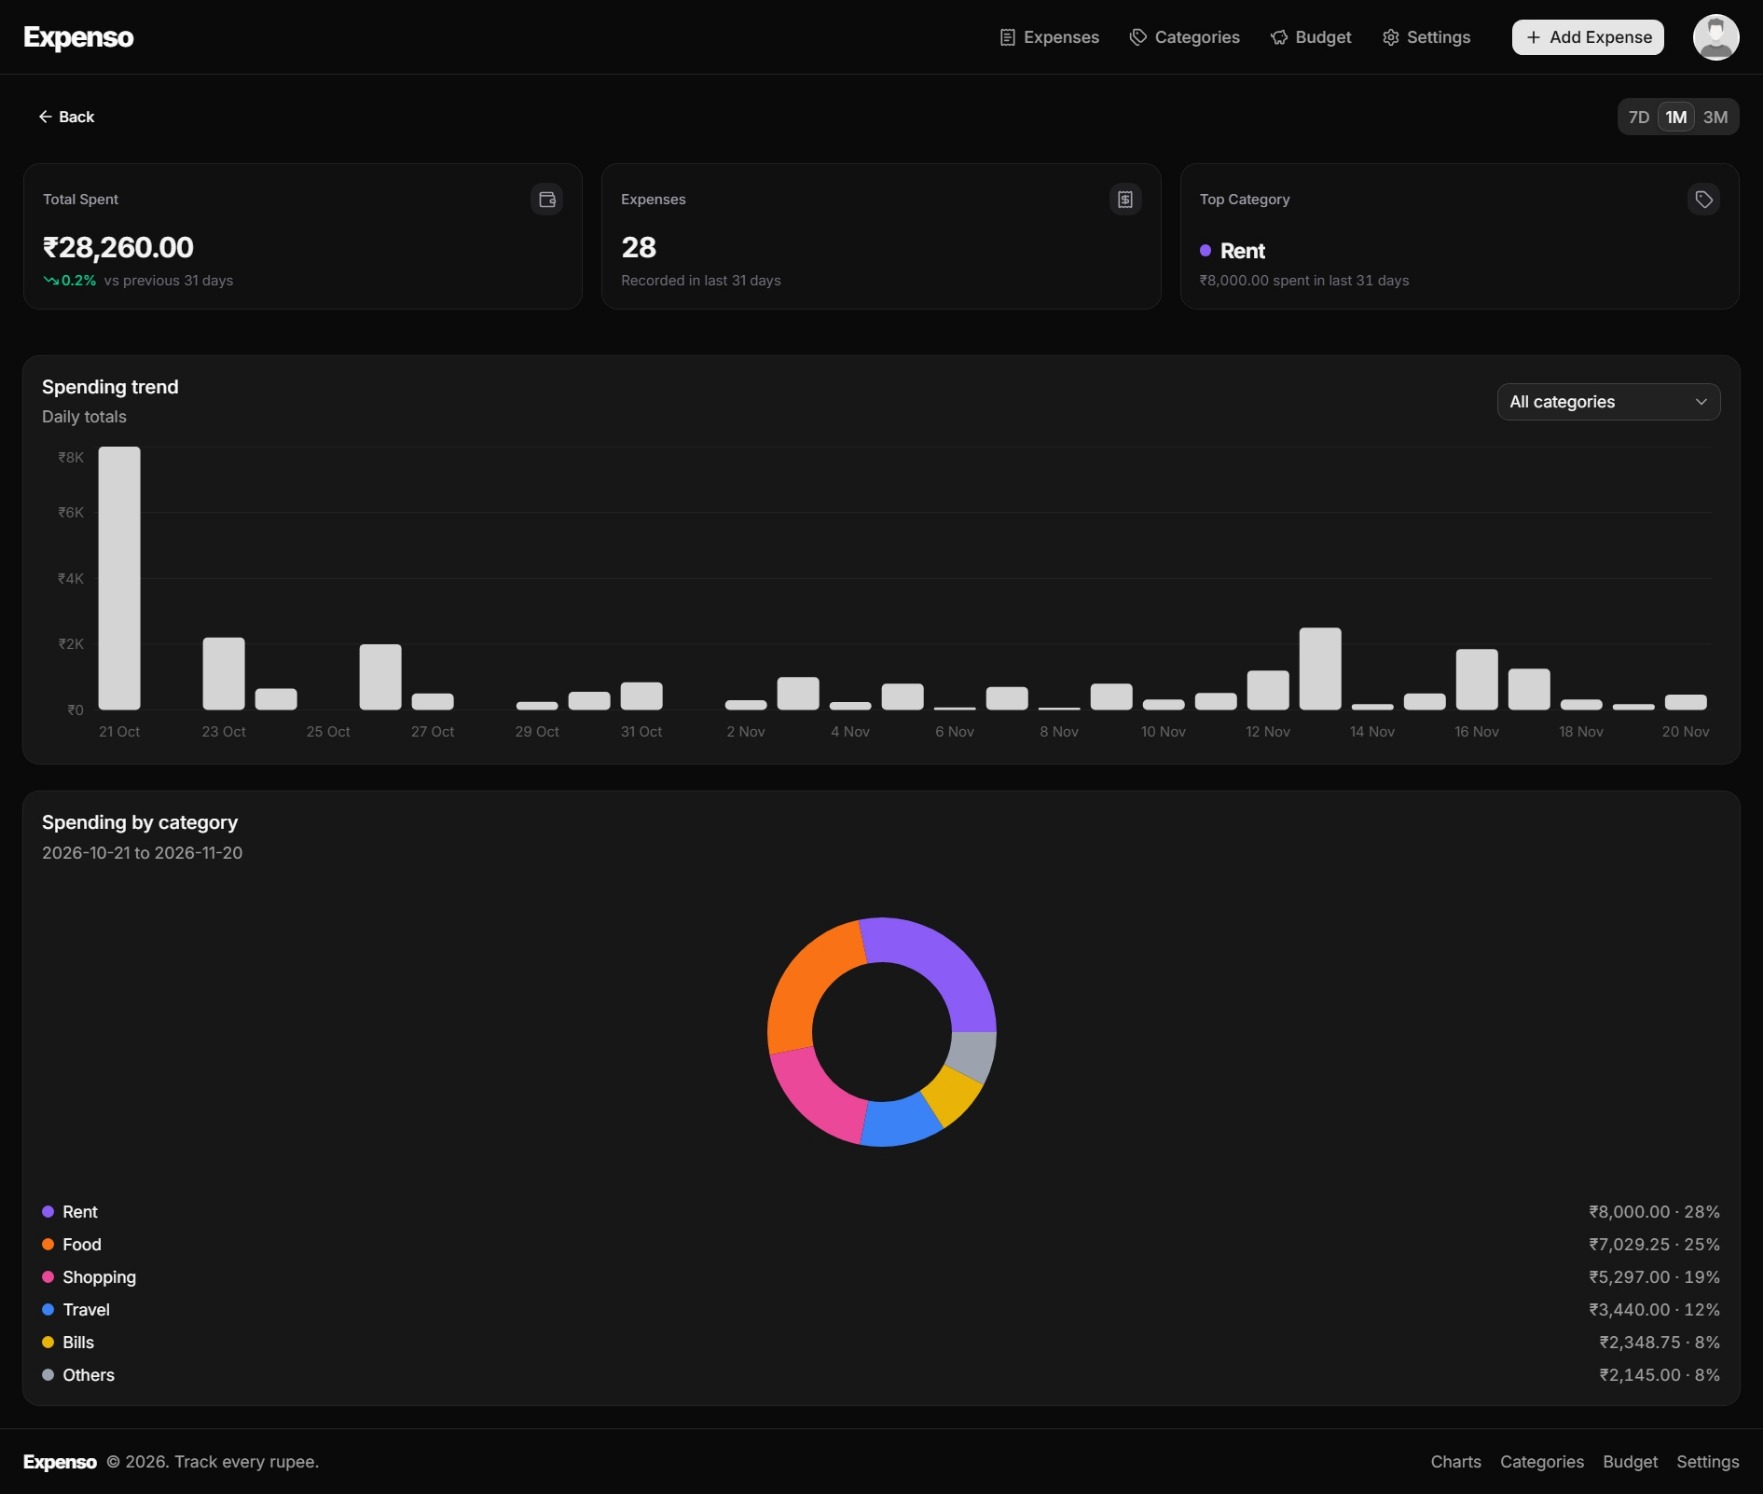 Expenso
Expenses
Categories
Budget
Settings
+ Add Expense
← Back
7D 1M 3M
Total Spent
₹28,260.00
0.2% vs previous 31 days
Expenses
28
Recorded in last 31 days
Top Category
Rent
₹8,000.00 spent in last 31 days
Spending trend
Daily totals
All categories
₹8K
₹6K
₹4K
₹2K
₹0
21 Oct 23 Oct 25 Oct 27 Oct 29 Oct 31 Oct 2 Nov 4 Nov 6 Nov 8 Nov 10 Nov 12 Nov 14 Nov 16 Nov 18 Nov 20 Nov
Spending by category
2026-10-21 to 2026-11-20
Rent ₹8,000.00 · 28%
Food ₹7,029.25 · 25%
Shopping ₹5,297.00 · 19%
Travel ₹3,440.00 · 12%
Bills ₹2,348.75 · 8%
Others ₹2,145.00 · 8%
Expenso © 2026. Track every rupee.
Charts Categories Budget Settings